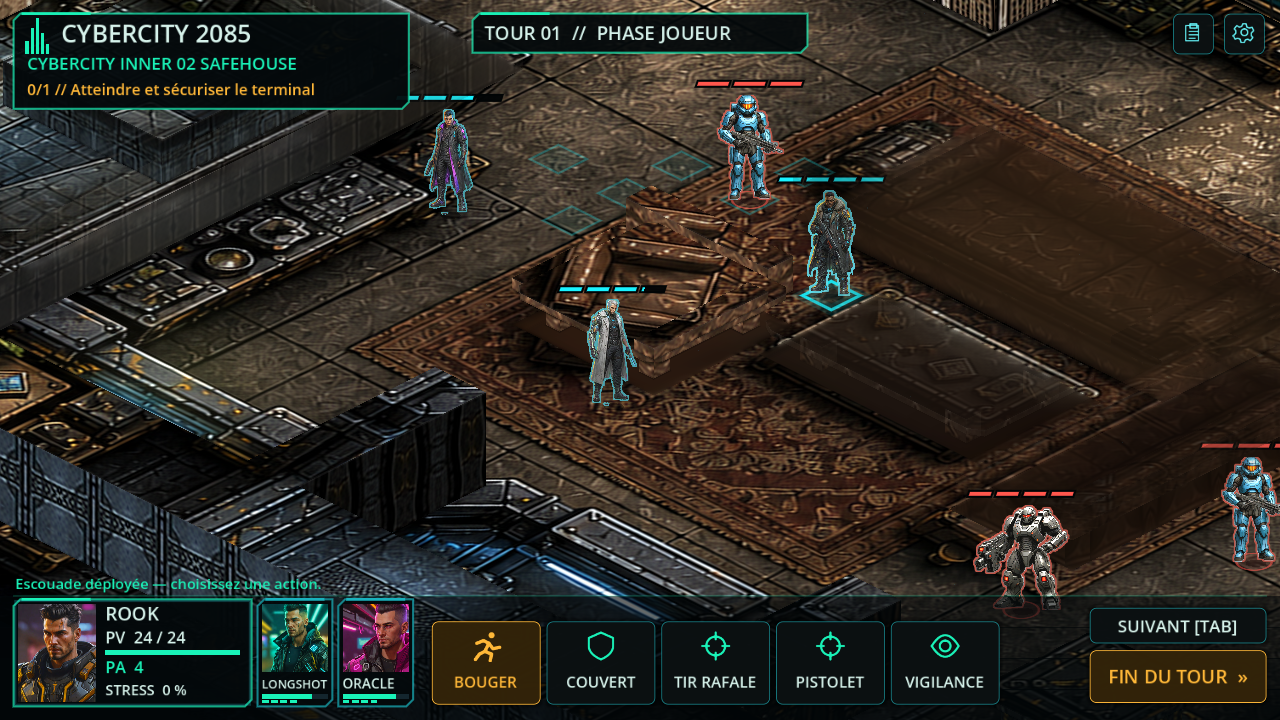 CYBERCITY 2085
CYBERCITY INNER 02 SAFEHOUSE
0/1 // Atteindre et sécuriser le terminal
TOUR 01 // PHASE JOUEUR
Escouade déployée — choisissez une action.
ROOK
PV 24 / 24
PA 4
STRESS 0 %
LONGSHOT
ORACLE
BOUGER
COUVERT
TIR RAFALE
PISTOLET
VIGILANCE
SUIVANT [TAB]
FIN DU TOUR »